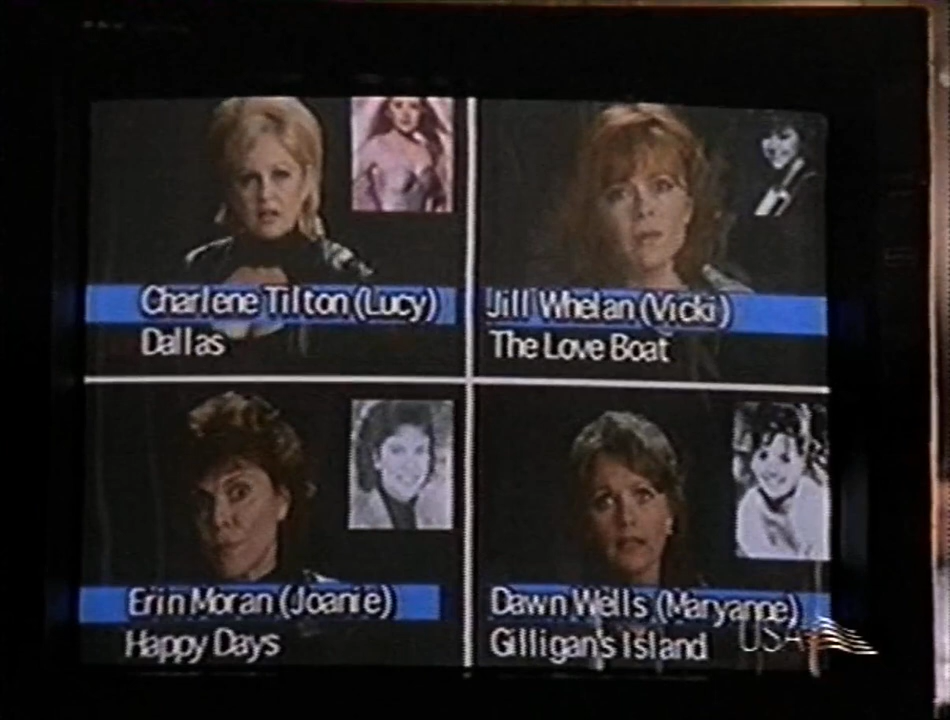 Charlene Tilton (Lucy)
Dallas
Jill Whelan (Vicki)
The Love Boat
Erin Moran (Joanie)
Happy Days
Dawn Wells (Maryanne)
Gilligan's Island
USA